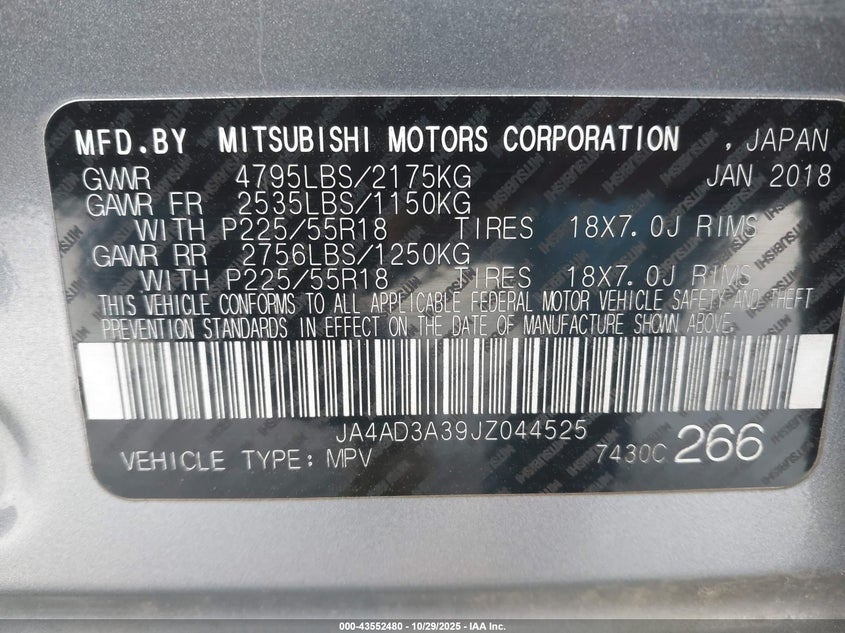 MFD.BY MITSUBISHI MOTORS CORPORATION , JAPAN
GVWR 4795LBS/2175KG JAN 2018
GAWR FR 2535LBS/1150KG
WITH P225/55R18 TIRES 18X7.0J RIMS
GAWR RR 2756LBS/1250KG
WITH P225/55R18 TIRES 18X7.0J RIMS
THIS VEHICLE CONFORMS TO ALL APPLICABLE FEDERAL MOTOR VEHICLE SAFETY AND THEFT
PREVENTION STANDARDS IN EFFECT ON THE DATE OF MANUFACTURE SHOWN ABOVE.
JA4AD3A39JZ044525
VEHICLE TYPE: MPV 7430C 266
000-43552480 - 10/29/2025 - IAA Inc.